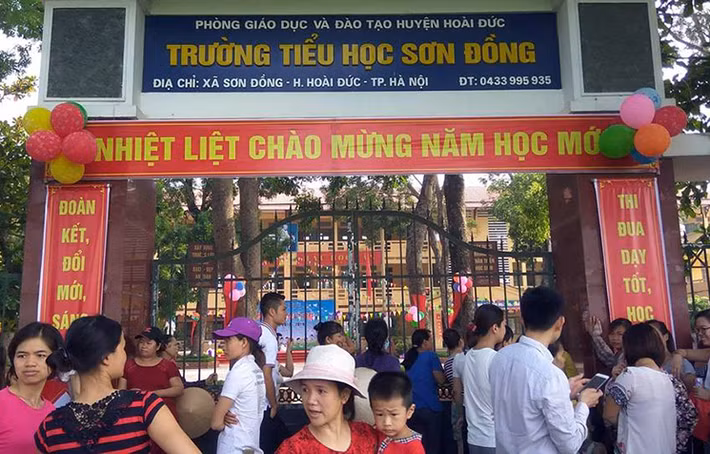 PHÒNG GIÁO DỤC VÀ ĐÀO TẠO HUYỆN HOÀI ĐỨC
TRƯỜNG TIỂU HỌC SƠN ĐỒNG
ĐỊA CHỈ: XÃ SƠN ĐỒNG - H. HOÀI ĐỨC - TP. HÀ NỘI ĐT: 0433 995 935
NHIỆT LIỆT CHÀO MỪNG NĂM HỌC MỚ
ĐOÀN
KẾT,
ĐỔI
MỚI,
SÁNG
THI
ĐUA
DẠY
TỐT,
HỌC